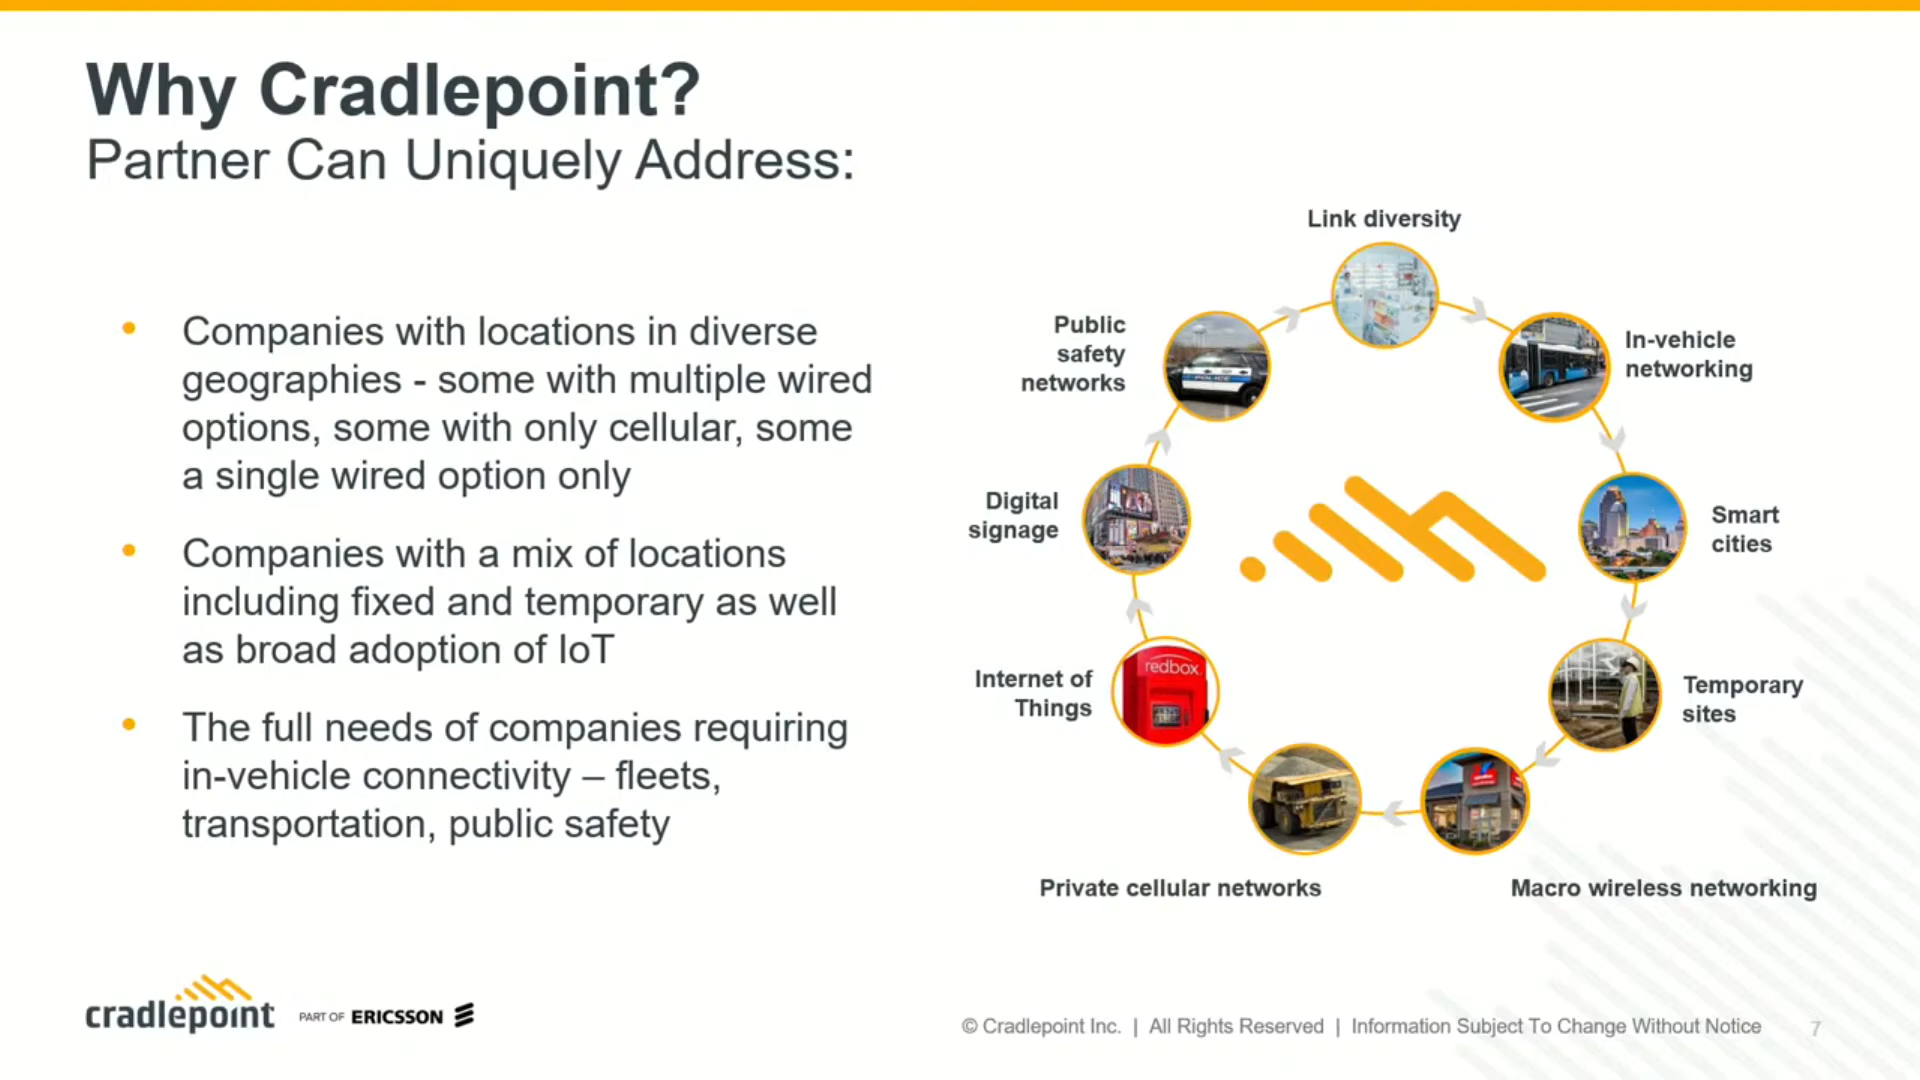 Why Cradlepoint?
Partner Can Uniquely Address:
• Companies with locations in diverse
geographies - some with multiple wired
options, some with only cellular, some
a single wired option only
• Companies with a mix of locations
including fixed and temporary as well
as broad adoption of IoT
• The full needs of companies requiring
in-vehicle connectivity – fleets,
transportation, public safety
Link diversity
In-vehicle
networking
Smart
cities
Temporary
sites
Macro wireless networking
Private cellular networks
Internet of
Things
Digital
signage
Public
safety
networks
POLICE
redbox
cradlepoint PART OF ERICSSON
© Cradlepoint Inc. | All Rights Reserved | Information Subject To Change Without Notice 7